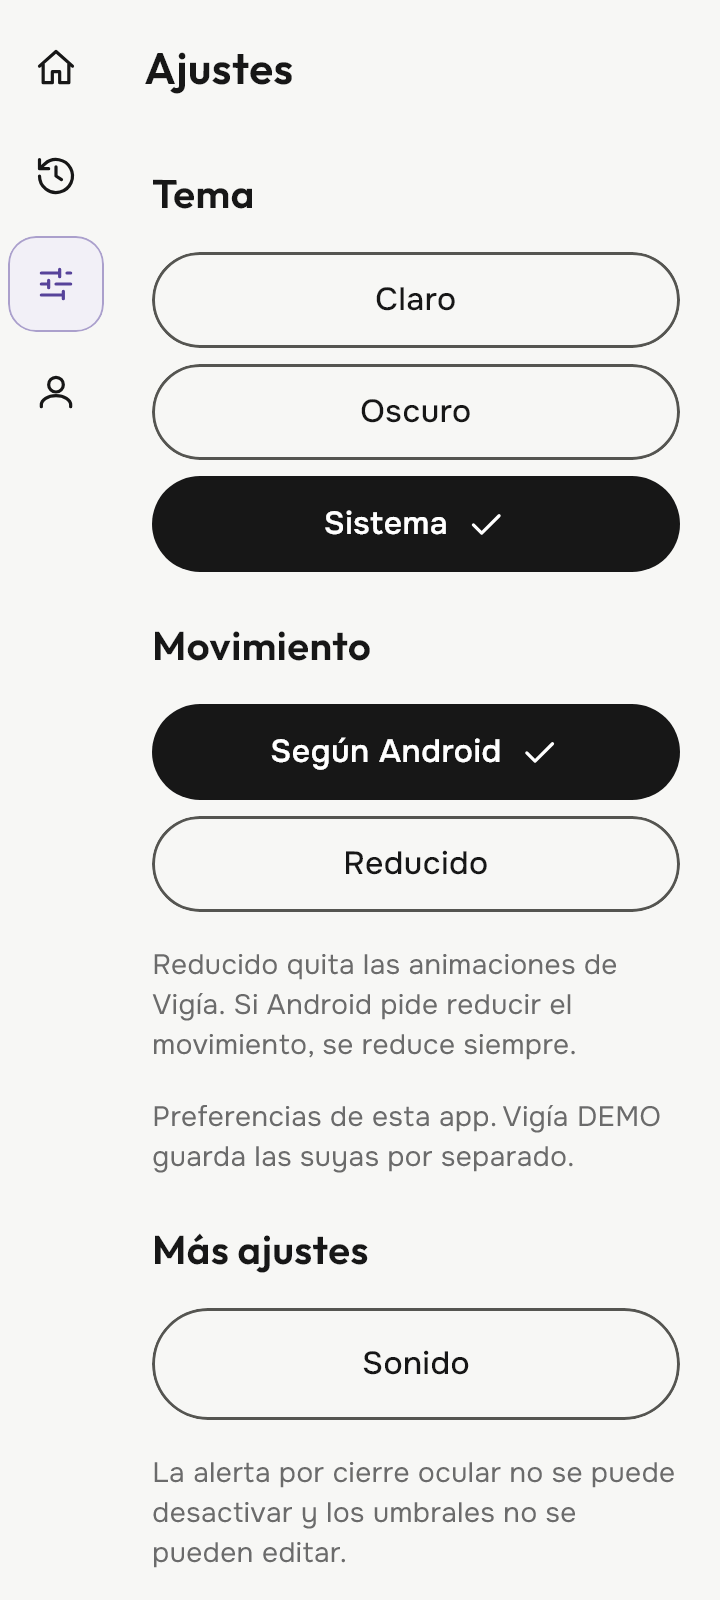 Ajustes
Tema
Claro
Oscuro
Sistema
Movimiento
Según Android
Reducido
Reducido quita las animaciones de
Vigía. Si Android pide reducir el
movimiento, se reduce siempre.
Preferencias de esta app. Vigía DEMO
guarda las suyas por separado.
Más ajustes
Sonido
La alerta por cierre ocular no se puede
desactivar y los umbrales no se
pueden editar.